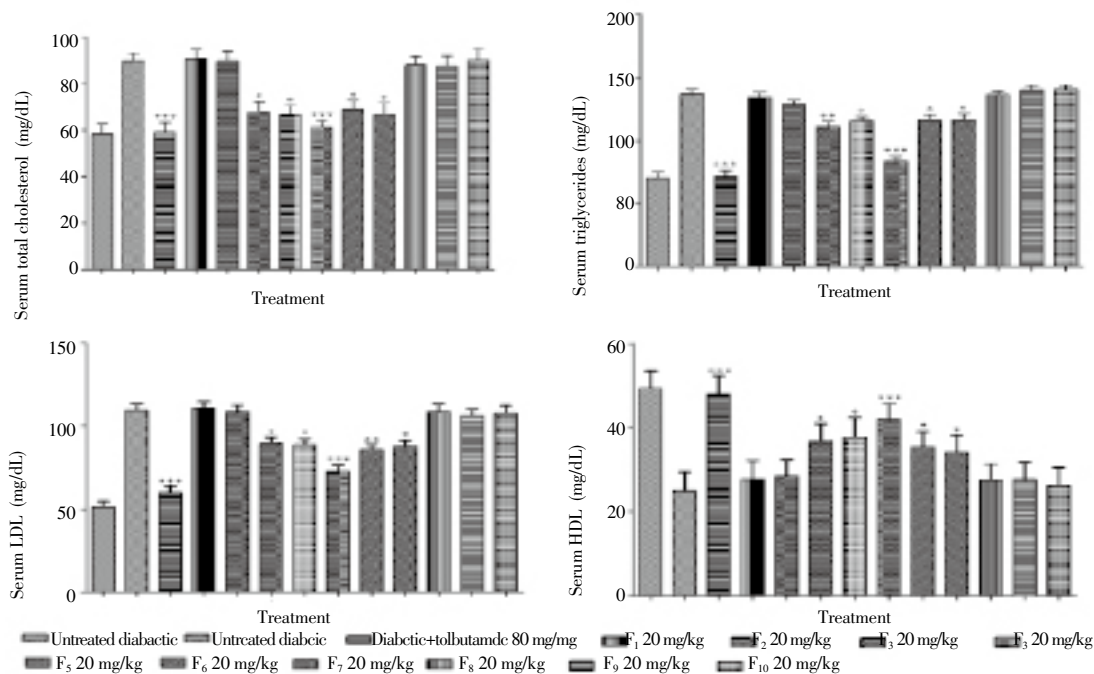 Serum total cholesterol (mg/dL)
100
80
60
40
20
0
Treatment
Serum triglycerides (mg/dL)
200
150
100
80
0
Treatment
Serum LDL (mg/dL)
150
100
50
0
Treatment
Serum HDL (mg/dL)
60
40
20
0
Treatment
Untreated diabactic Untrcated diabcic Diabctic+tolbutamdc 80 mg/mg F1 20 mg/kg F2 20 mg/kg F3 20 mg/kg F3 20 mg/kg
F5 20 mg/kg F6 20 mg/kg F7 20 mg/kg F8 20 mg/kg F9 20 mg/kg F10 20 mg/kg